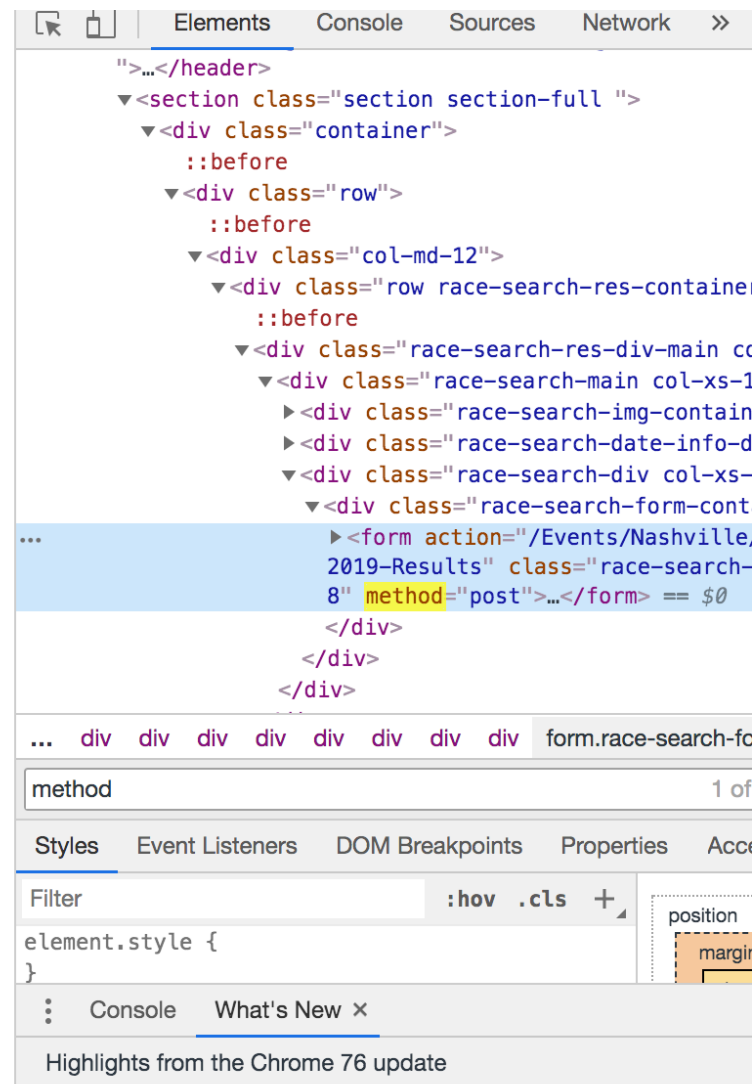 Elements Console Sources Network »
">…</header>
▼<section class="section section-full ">
▼<div class="container">
::before
▼<div class="row">
::before
▼<div class="col-md-12">
▼<div class="row race-search-res-container
::before
▼<div class="race-search-res-div-main co
▼<div class="race-search-main col-xs-1
▶<div class="race-search-img-contain
▶<div class="race-search-date-info-d
▼<div class="race-search-div col-xs-
▼<div class="race-search-form-cont
… ▶<form action="/Events/Nashville/
2019-Results" class="race-search-
8" method="post">…</form> == $0
</div>
</div>
</div>
… div div div div div div div div form.race-search-fo
method 1 of
Styles Event Listeners DOM Breakpoints Properties Acce
Filter :hov .cls +
element.style {
}
position
margin
Console What's New ×
Highlights from the Chrome 76 update